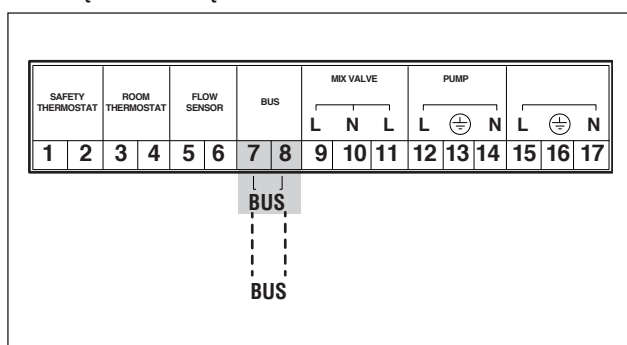 SAFETY THERMOSTAT
ROOM THERMOSTAT
FLOW SENSOR
BUS
MIX VALVE
PUMP
L N L L N L N
1 2 3 4 5 6 7 8 9 10 11 12 13 14 15 16 17
BUS
BUS